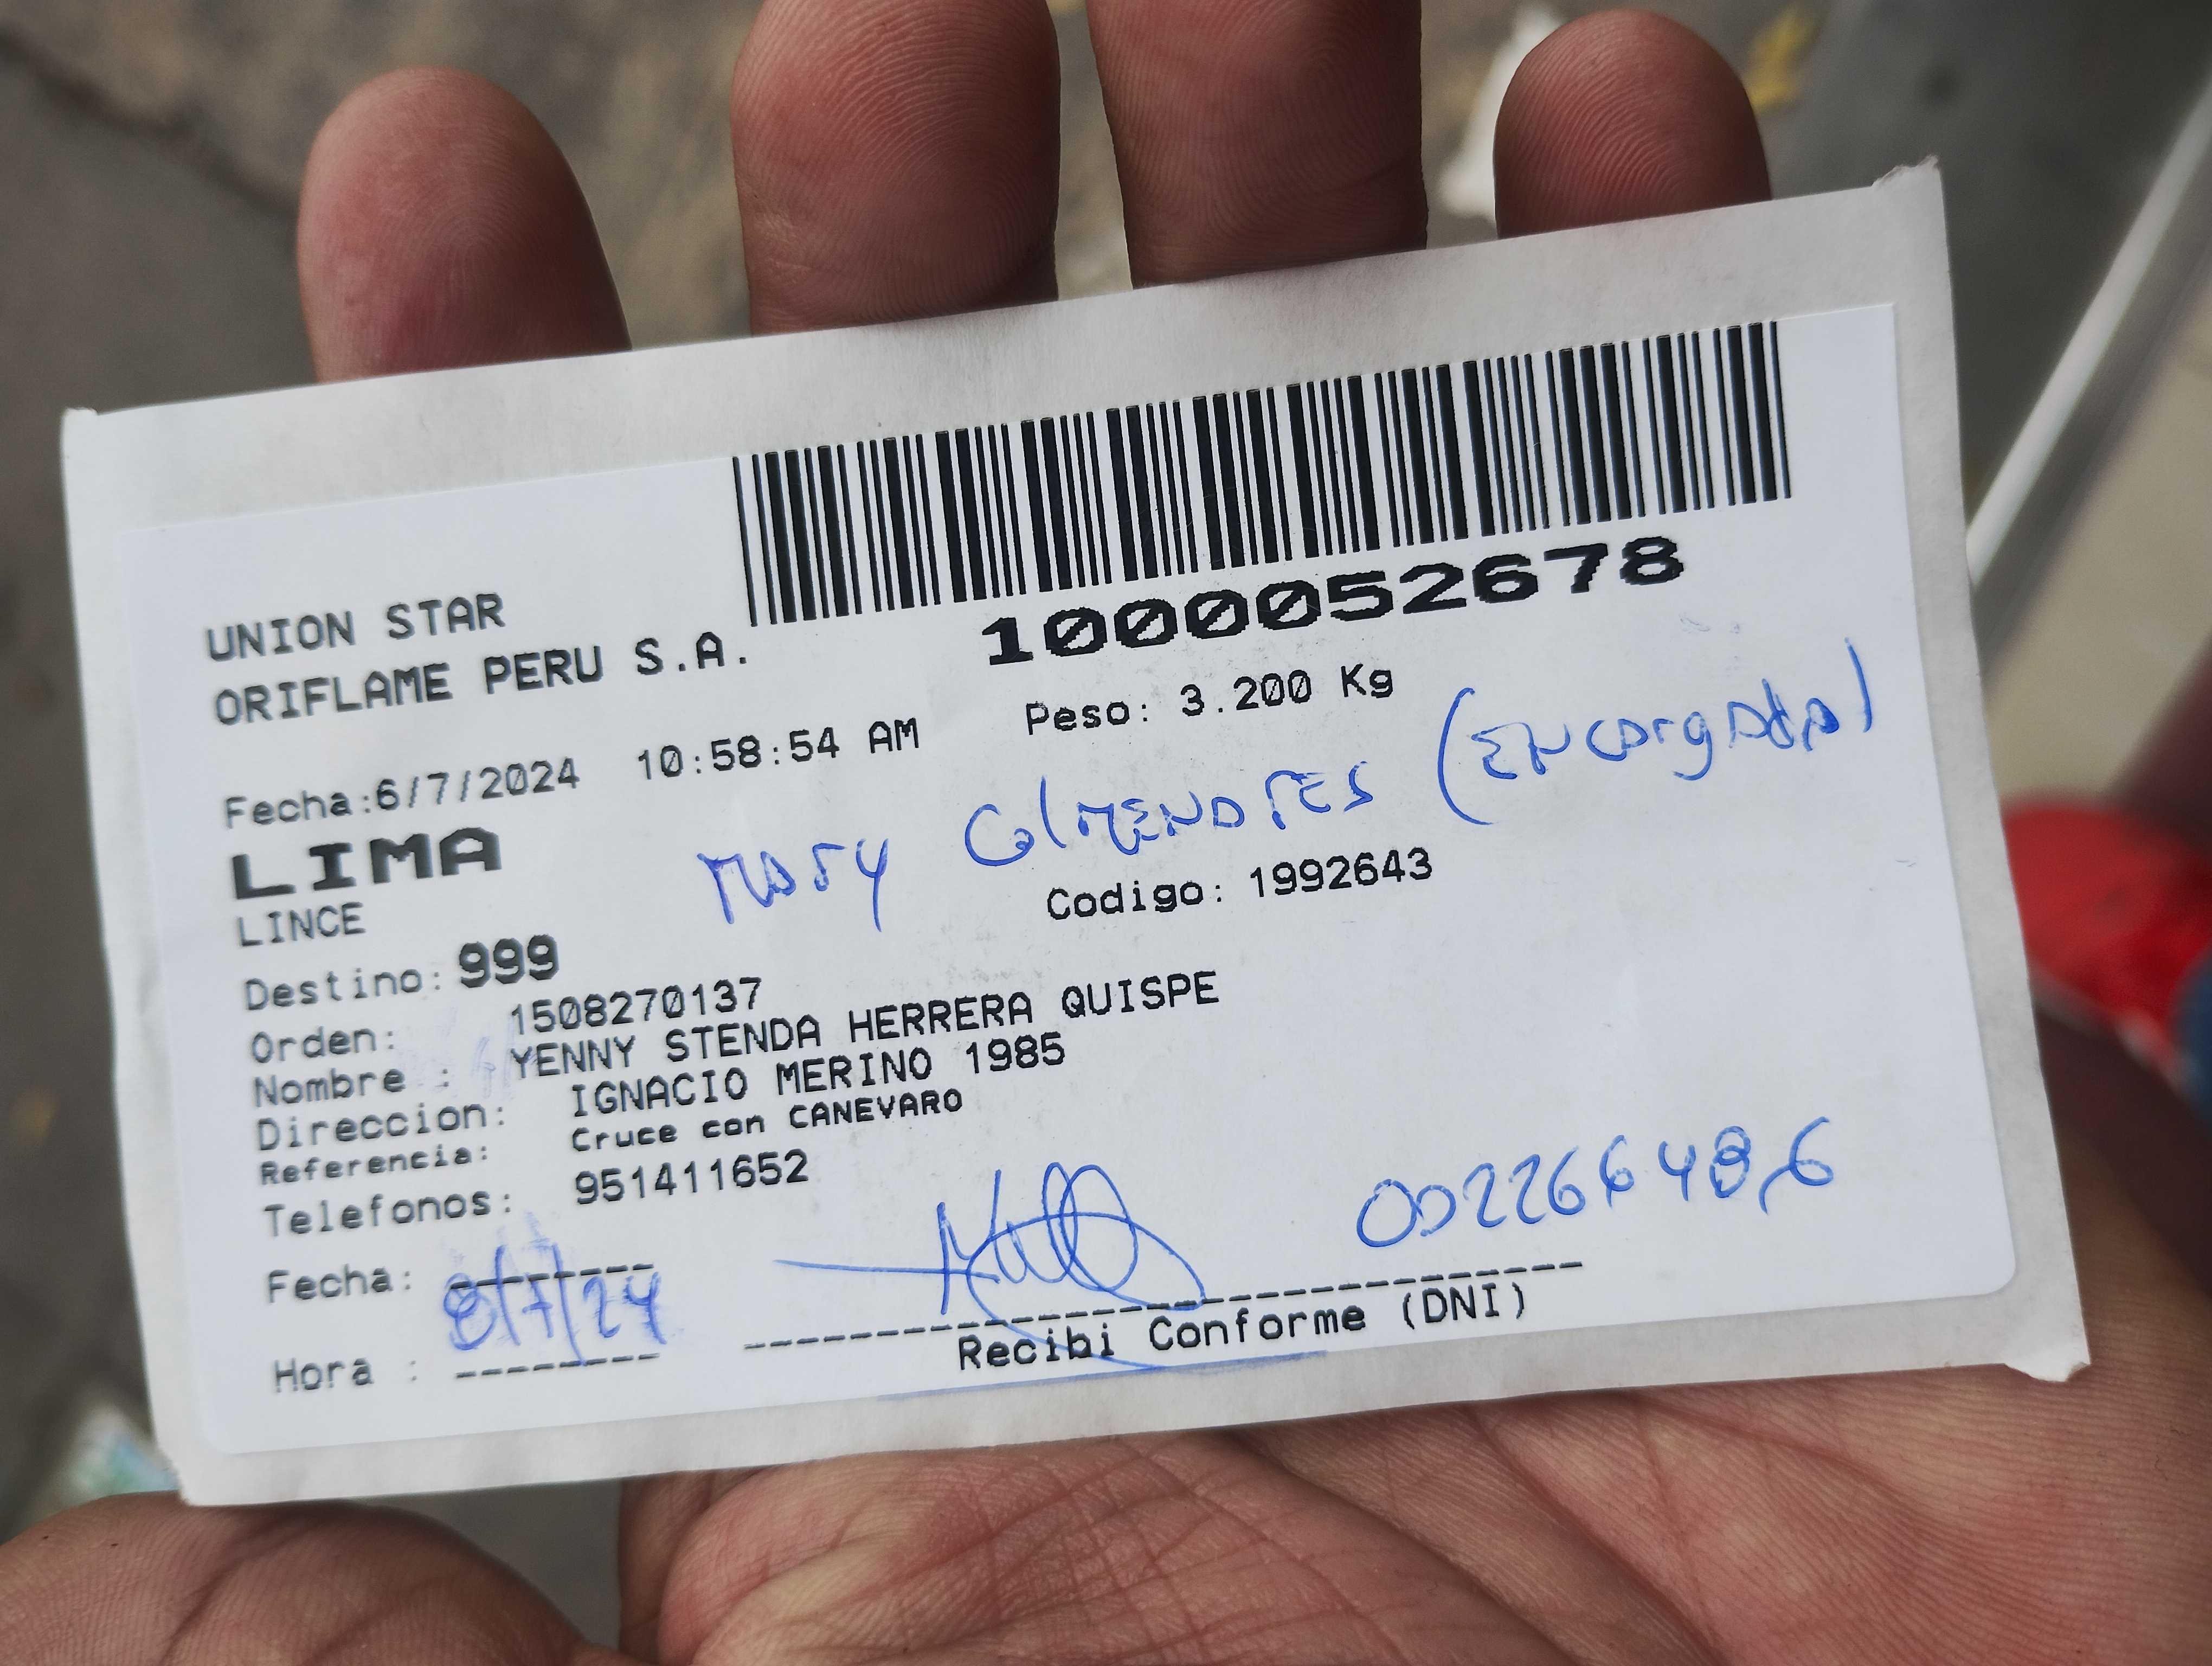 1000052678
UNION STAR
ORIFLAME PERU S.A.
Peso: 3.200 Kg
Fecha:6/7/2024 10:58:54 AM
LIMA
Mary Colmenares (Encargada)
LINCE
Codigo: 1992643
Destino: 999
Orden: 1508270137
Nombre : YENNY STENDA HERRERA QUISPE
Direccion: IGNACIO MERINO 1985
Referencia: Cruce con CANEVARO
Telefonos: 951411652
002266486
Fecha: 8/7/24
Hora :
Recibi Conforme (DNI)